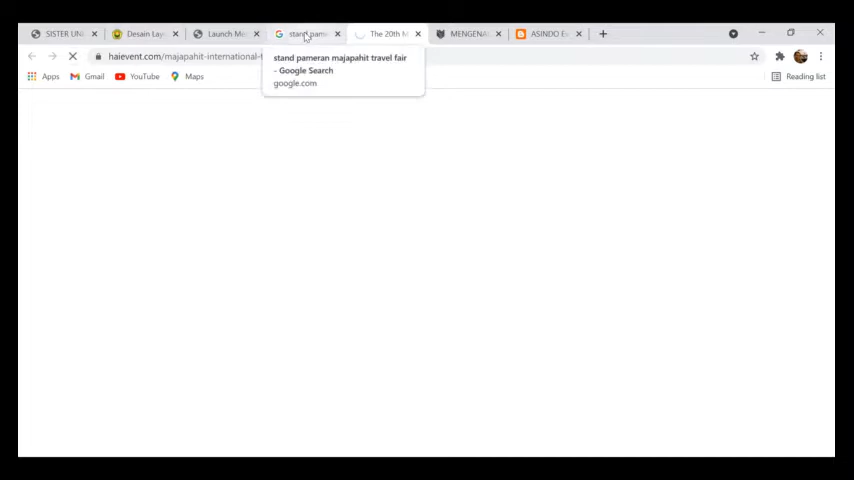 SISTER UN
Desain Lay
Launch Me
stand pame
The 20th M
MENGENA
ASINDO Ex
haievent.com/majapahit-international-t
Apps
Gmail
YouTube
Maps
Reading list
stand pameran majapahit travel fair
- Google Search
google.com